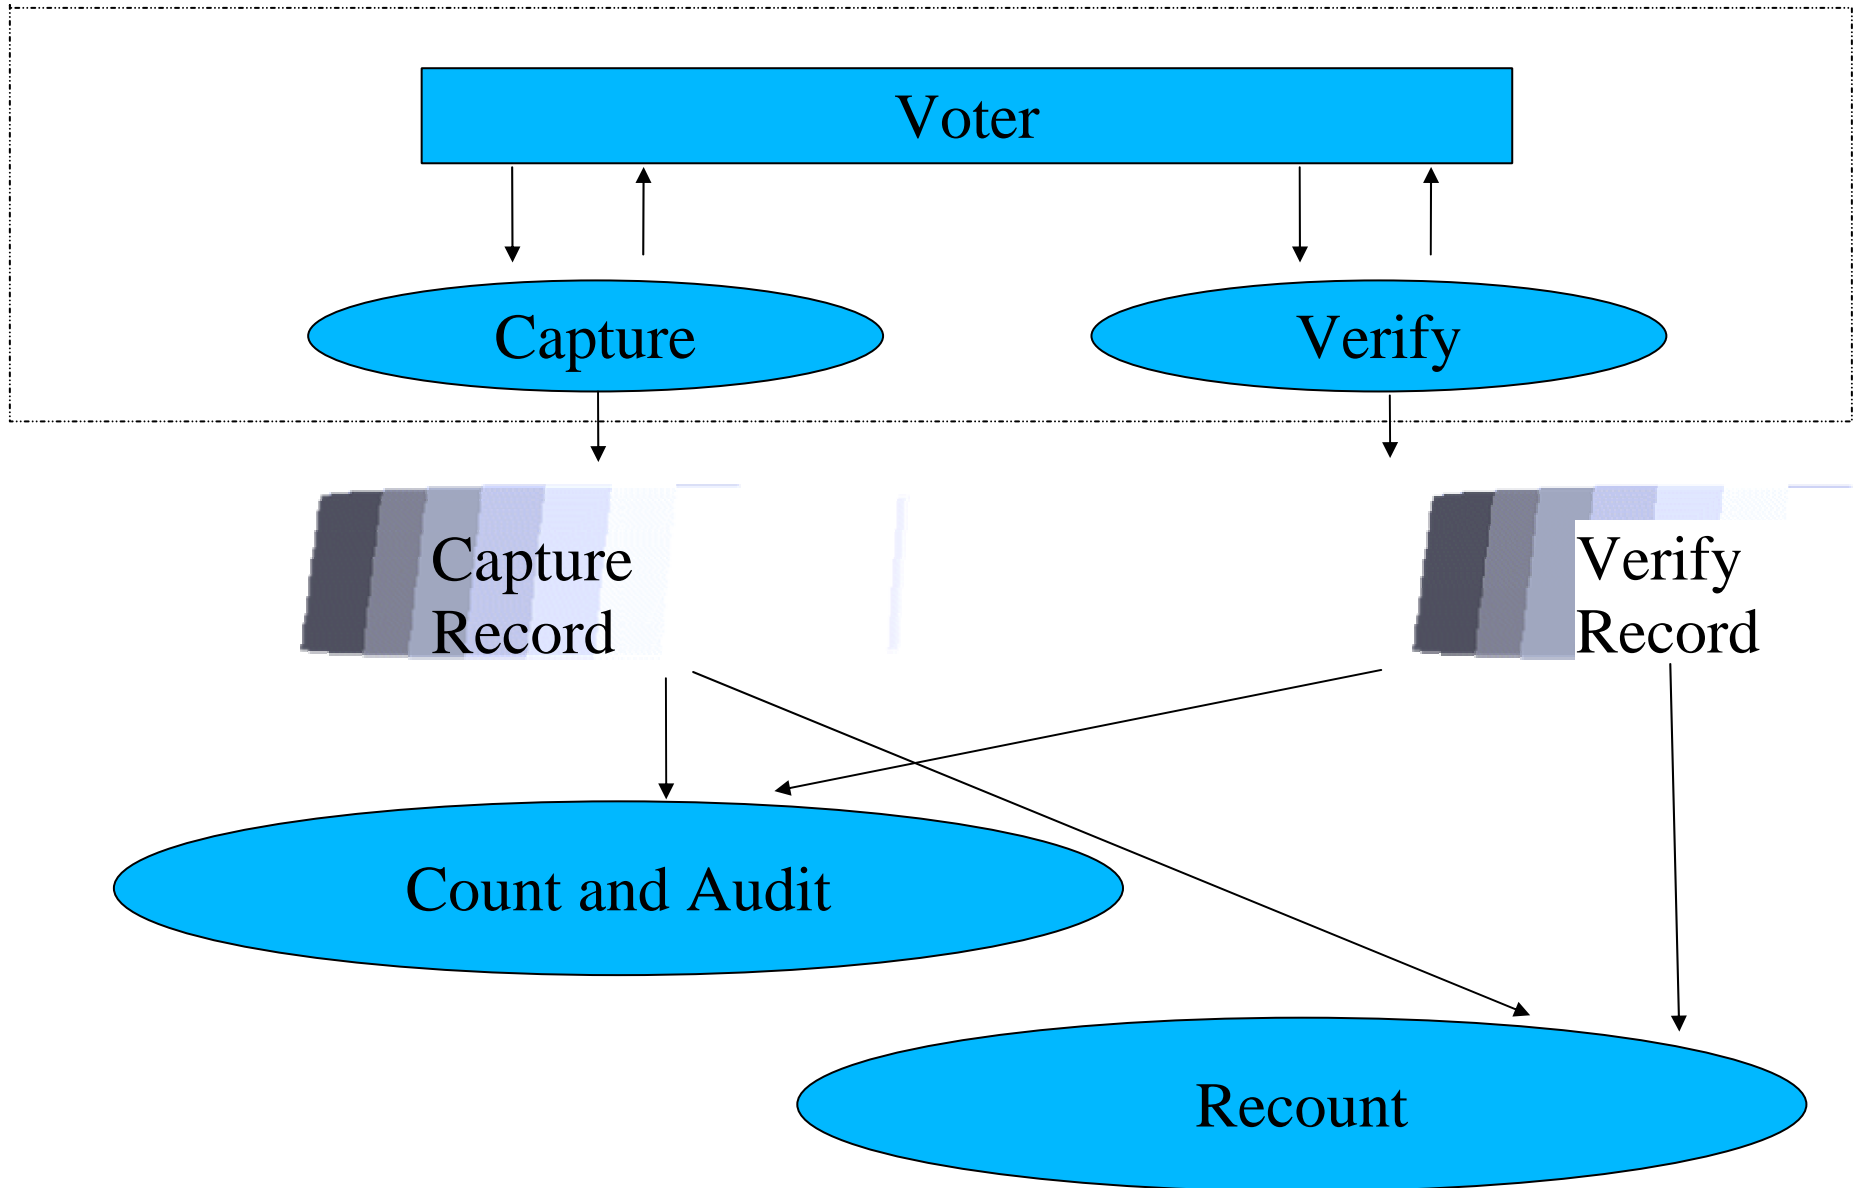 Voter
Capture
Verify
Capture
Record
Verify
Record
Count and Audit
Recount